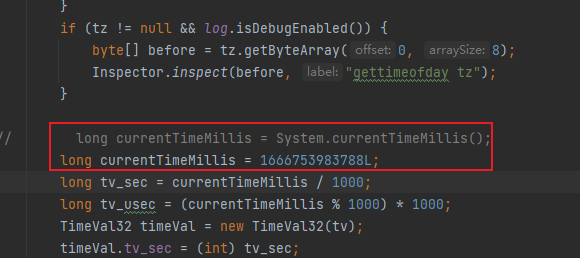 }
if (tz != null && log.isDebugEnabled()) {
byte[] before = tz.getByteArray( offset: 0, arraySize: 8);
Inspector.inspect(before, label: "gettimeofday tz");
}
// long currentTimeMillis = System.currentTimeMillis();
long currentTimeMillis = 1666753983788L;
long tv_sec = currentTimeMillis / 1000;
long tv_usec = (currentTimeMillis % 1000) * 1000;
TimeVal32 timeVal = new TimeVal32(tv);
timeVal.tv_sec = (int) tv_sec;